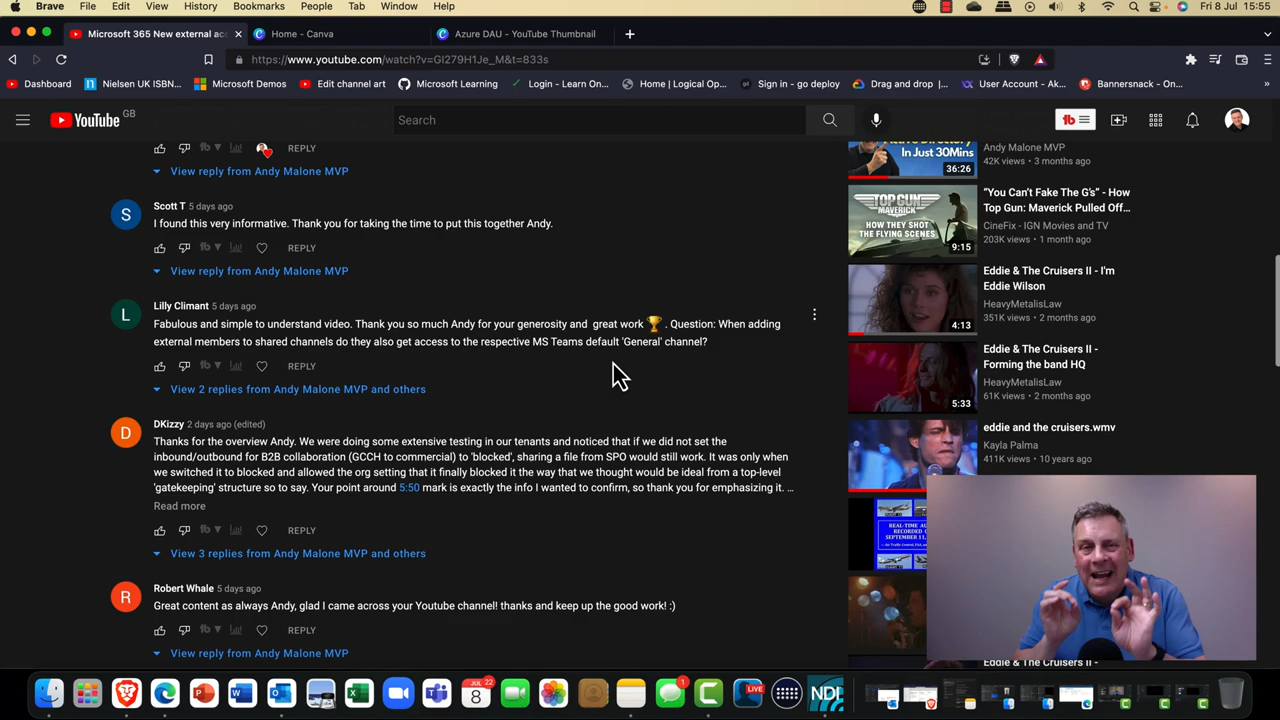 Brave File Edit View History Bookmarks People Tab Window Help Fri 8 Jul 15:55
Microsoft 365 New external acc Home - Canva Azure DAU - YouTube Thumbnail
https://www.youtube.com/watch?v=GI279H1Je_M&t=833s
Dashboard Nielsen UK ISBN... Microsoft Demos Edit channel art Microsoft Learning Login - Learn On... Home | Logical Op... Sign in - go deploy Drag and drop |... User Account - Ak... Bannersnack - On...
YouTube GB Search
REPLY
View reply from Andy Malone MVP
Scott T 5 days ago
I found this very informative. Thank you for taking the time to put this together Andy.
REPLY
View reply from Andy Malone MVP
Lilly Climant 5 days ago
Fabulous and simple to understand video. Thank you so much Andy for your generosity and great work 🏆 . Question: When adding
external members to shared channels do they also get access to the respective MS Teams default 'General' channel?
REPLY
View 2 replies from Andy Malone MVP and others
DKizzy 2 days ago (edited)
Thanks for the overview Andy. We were doing some extensive testing in our tenants and noticed that if we did not set the
inbound/outbound for B2B collaboration (GCCH to commercial) to 'blocked', sharing a file from SPO would still work. It was only when
we switched it to blocked and allowed the org setting that it finally blocked it the way that we thought would be ideal from a top-level
'gatekeeping' structure so to say. Your point around 5:50 mark is exactly the info I wanted to confirm, so thank you for emphasizing it. ...
Read more
REPLY
View 3 replies from Andy Malone MVP and others
Robert Whale 5 days ago
Great content as always Andy, glad I came across your Youtube channel! thanks and keep up the good work! :)
REPLY
View reply from Andy Malone MVP
In Just 30Mins
36:26
Andy Malone MVP
42K views • 3 months ago
TOP GUN
MAVERICK
HOW THEY SHOT
THE FLYING SCENES
9:15
“You Can’t Fake The G’s” - How
Top Gun: Maverick Pulled Off...
CineFix - IGN Movies and TV
203K views • 1 month ago
4:13
Eddie & The Cruisers II - I'm
Eddie Wilson
HeavyMetalisLaw
351K views • 2 months ago
5:33
Eddie & The Cruisers II -
Forming the band HQ
HeavyMetalisLaw
61K views • 2 months ago
eddie and the cruisers.wmv
Kayla Palma
411K views • 10 years ago
Eddie & The Cruisers II -
JUL 22
8
1
LIVE
NDI